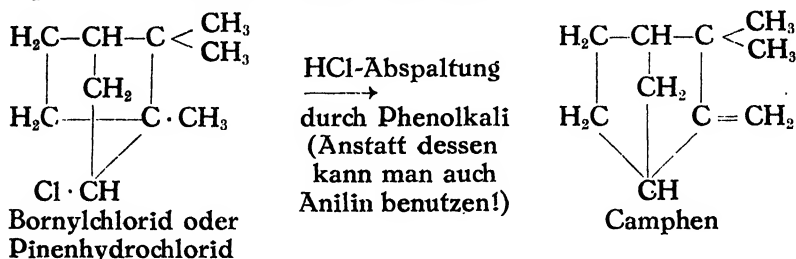 H₂C—CH—C < CH₃
CH₃
CH₂
H₂C C · CH₃
Cl · CH
Bornylchlorid oder
Pinenhydrochlorid
HCl-Abspaltung
durch Phenolkali
(Anstatt dessen
kann man auch
Anilin benutzen!)
H₂C—CH—C < CH₃
CH₃
CH₂
H₂C C = CH₂
CH
Camphen